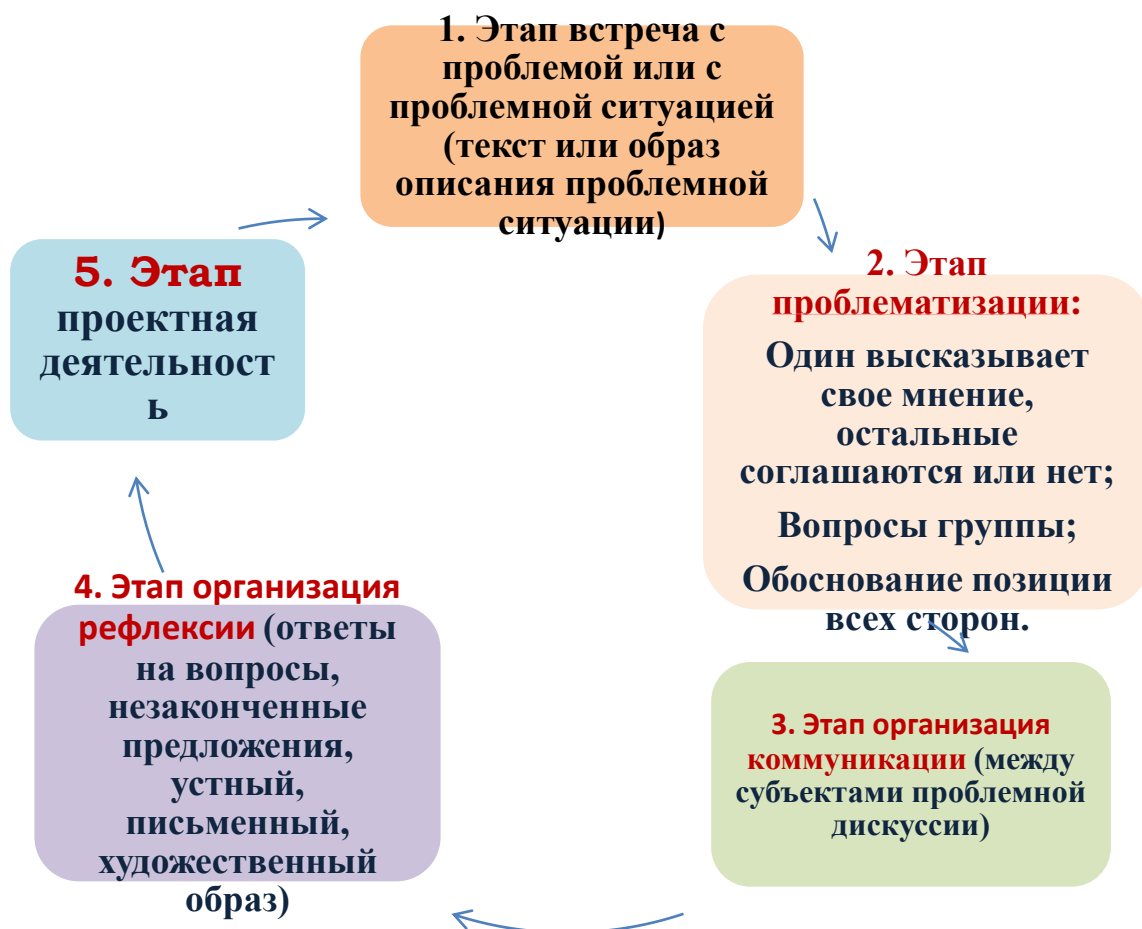 1. Этап встреча с
проблемой или с
проблемной ситуацией
(текст или образ
описания проблемной
ситуации)
2. Этап
проблематизации:
Один высказывает
свое мнение,
остальные
соглашаются или нет;
Вопросы группы;
Обоснование позиции
всех сторон.
3. Этап организация
коммуникации (между
субъектами проблемной
дискуссии)
4. Этап организация
рефлексии (ответы
на вопросы,
незаконченные
предложения,
устный,
письменный,
художественный
образ)
5. Этап
проектная
деятельност
ь